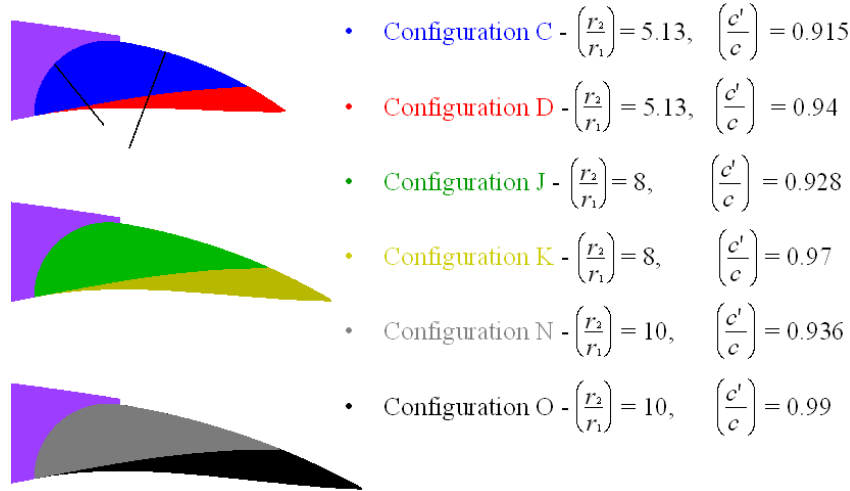 • Configuration C - (r₂/r₁) = 5.13, (c'/c) = 0.915
• Configuration D - (r₂/r₁) = 5.13, (c'/c) = 0.94
• Configuration J - (r₂/r₁) = 8, (c'/c) = 0.928
• Configuration K - (r₂/r₁) = 8, (c'/c) = 0.97
• Configuration N - (r₂/r₁) = 10, (c'/c) = 0.936
• Configuration O - (r₂/r₁) = 10, (c'/c) = 0.99